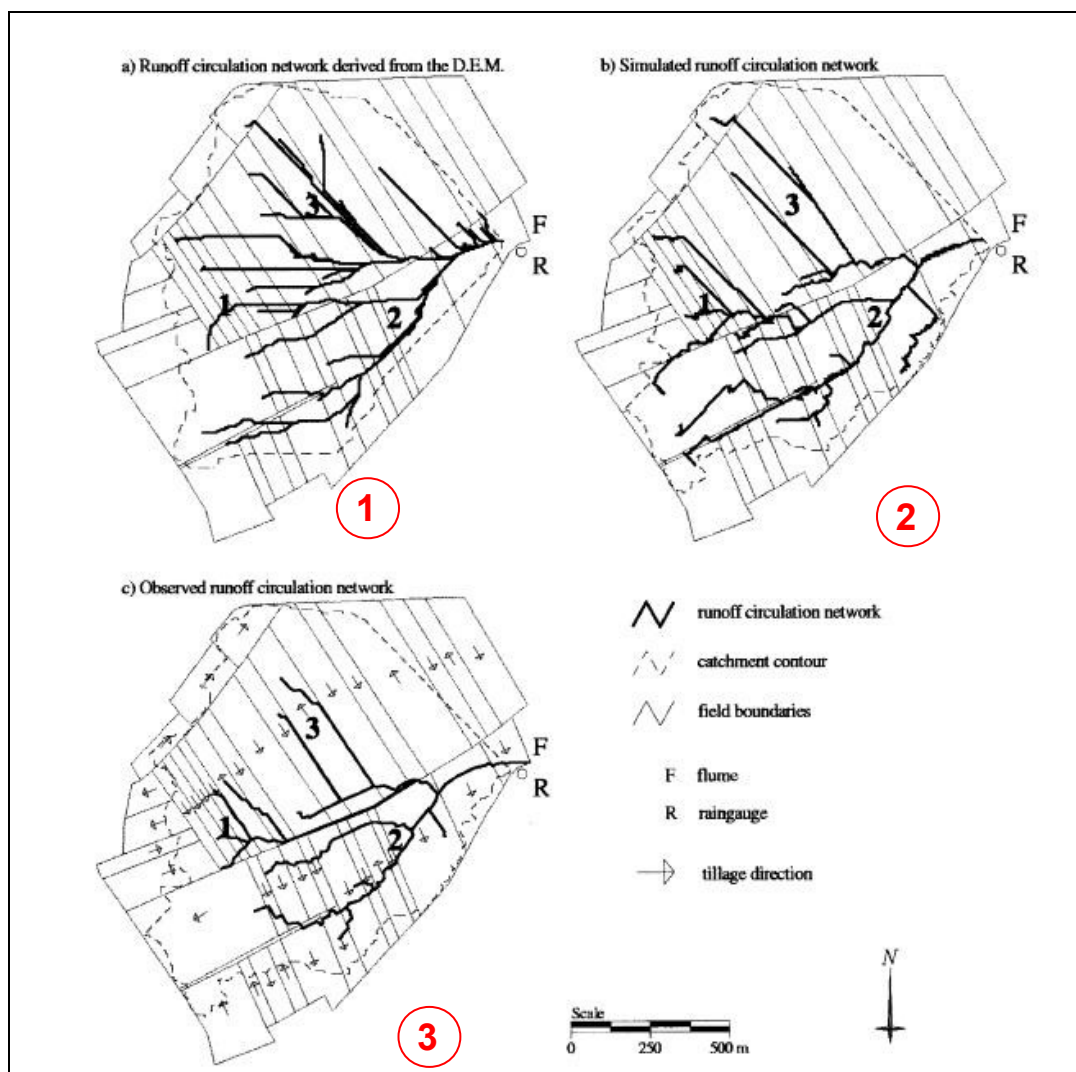 a) Runoff circulation network derived from the D.E.M.
3
1
2
F
R
1
b) Simulated runoff circulation network
3
1
2
F
R
2
c) Observed runoff circulation network
3
1
2
F
R
3
runoff circulation network
catchment contour
field boundaries
F flume
R raingauge
tillage direction
N
Scale
0 250 500 m